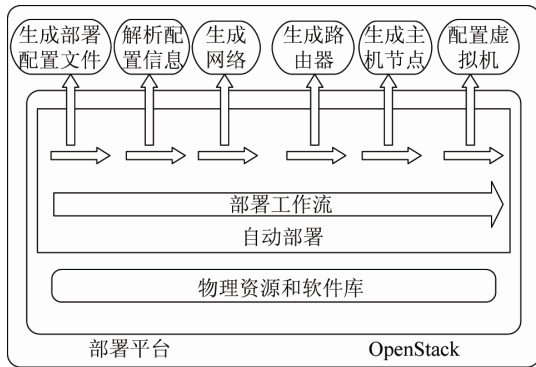 生成部署
配置文件
解析配
置信息
生成
网络
生成路
由器
生成主
机节点
配置虚
拟机
部署工作流
自动部署
物理资源和软件库
部署平台
OpenStack